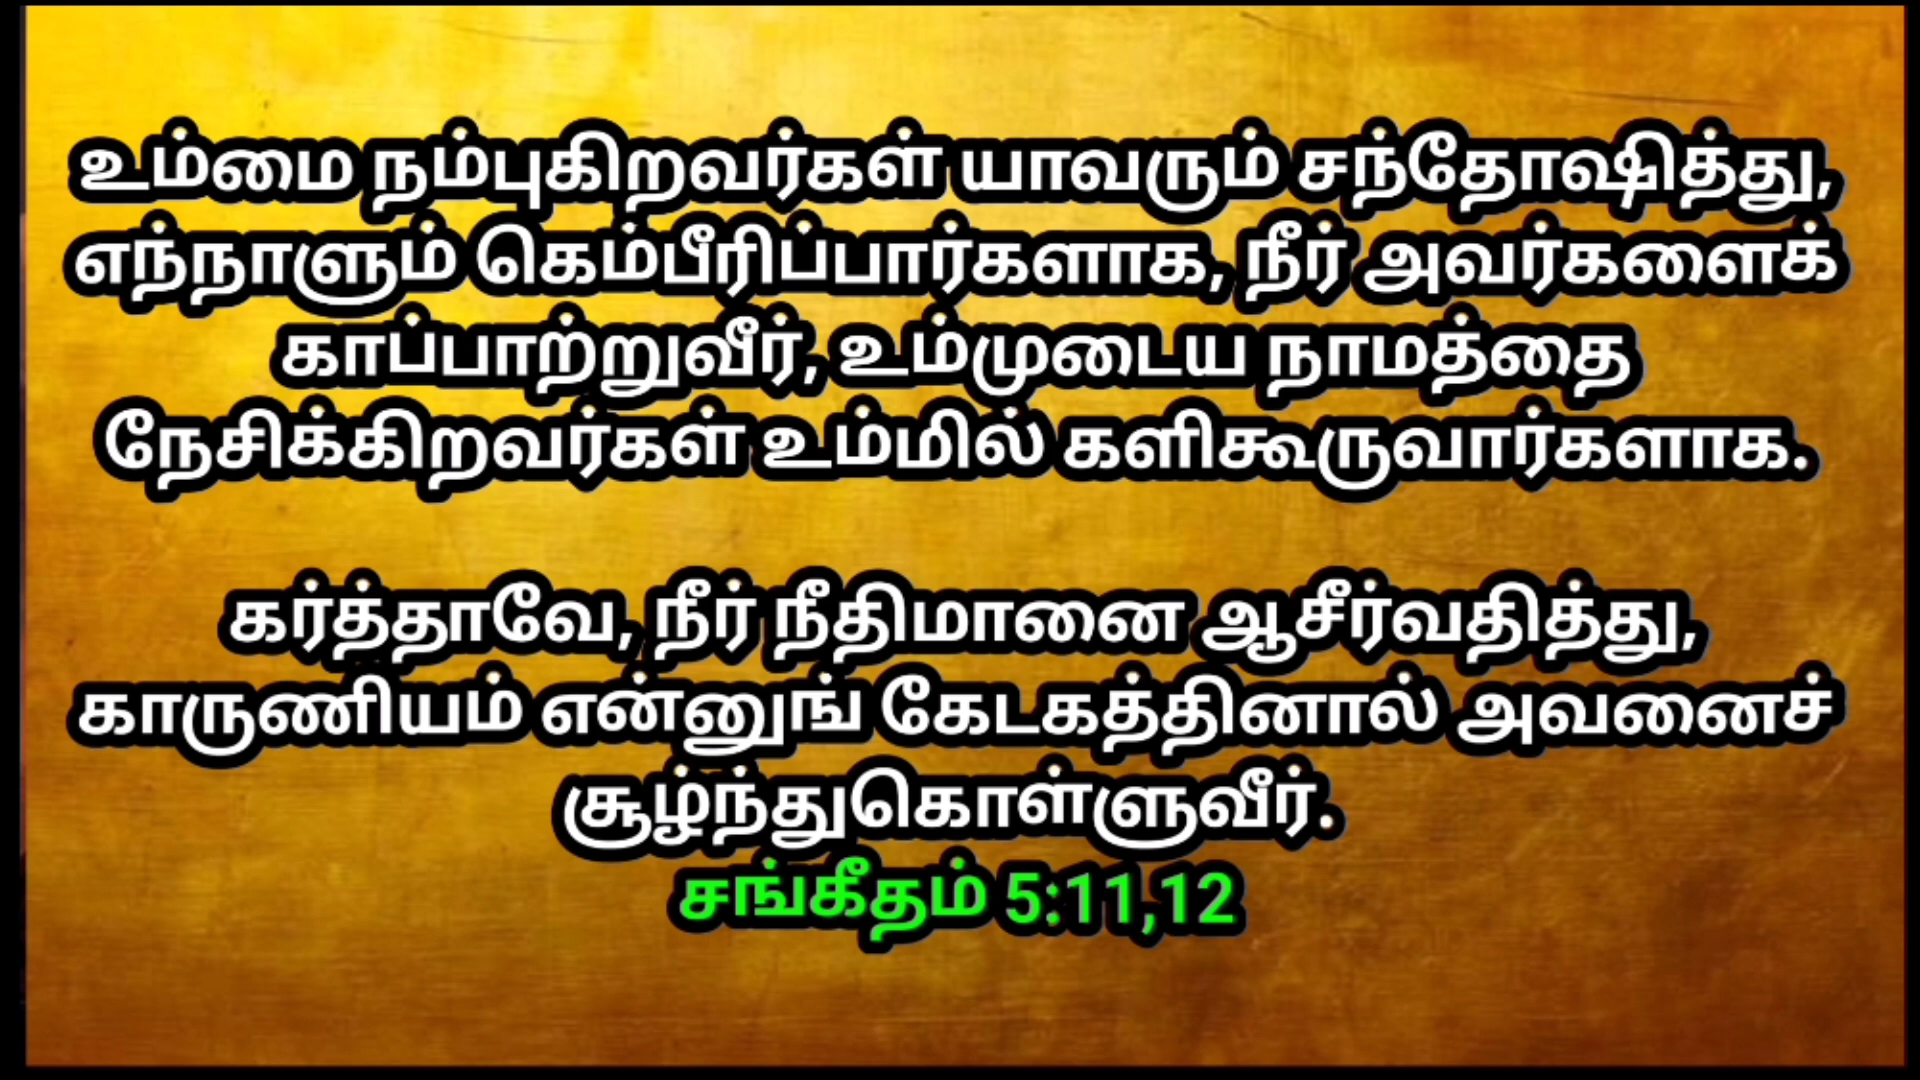 உம்மை நம்புகிறவர்கள் யாவரும் சந்தோஷித்து,
எந்நாளும் கெம்பீரிப்பார்களாக, நீர் அவர்களைக்
காப்பாற்றுவீர், உம்முடைய நாமத்தை
நேசிக்கிறவர்கள் உம்மில் களிகூருவார்களாக.
கர்த்தாவே, நீர் நீதிமானை ஆசீர்வதித்து,
காருணியம் என்னுங் கேடகத்தினால் அவனைச்
சூழ்ந்துகொள்ளுவீர்.
சங்கீதம் 5:11,12